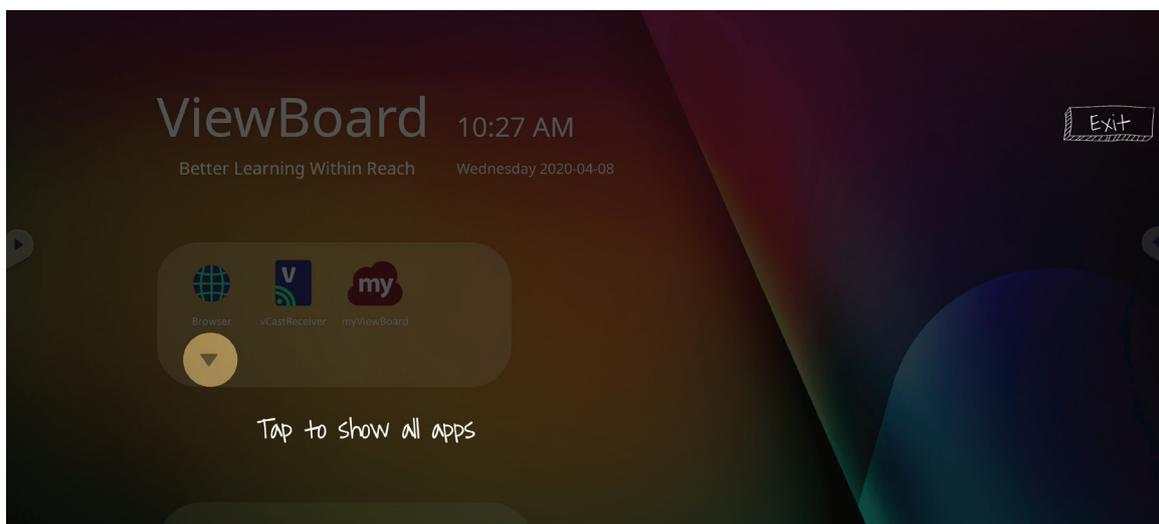 ViewBoard 10:27 AM
Better Learning Within Reach Wednesday 2020-04-08
Exit
V
my
Browser vCastReceiver myViewBoard
Tap to show all apps